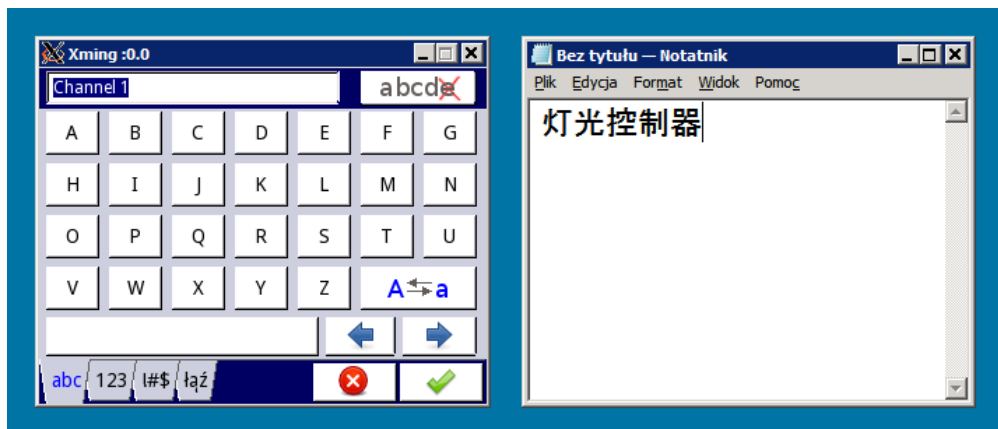 Xming :0.0
Channel 1
abcde
A B C D E F G
H I J K L M N
O P Q R S T U
V W X Y Z A a
abc 123 !#$ łąź
Bez tytułu — Notatnik
Plik Edycja Format Widok Pomoc
灯光控制器